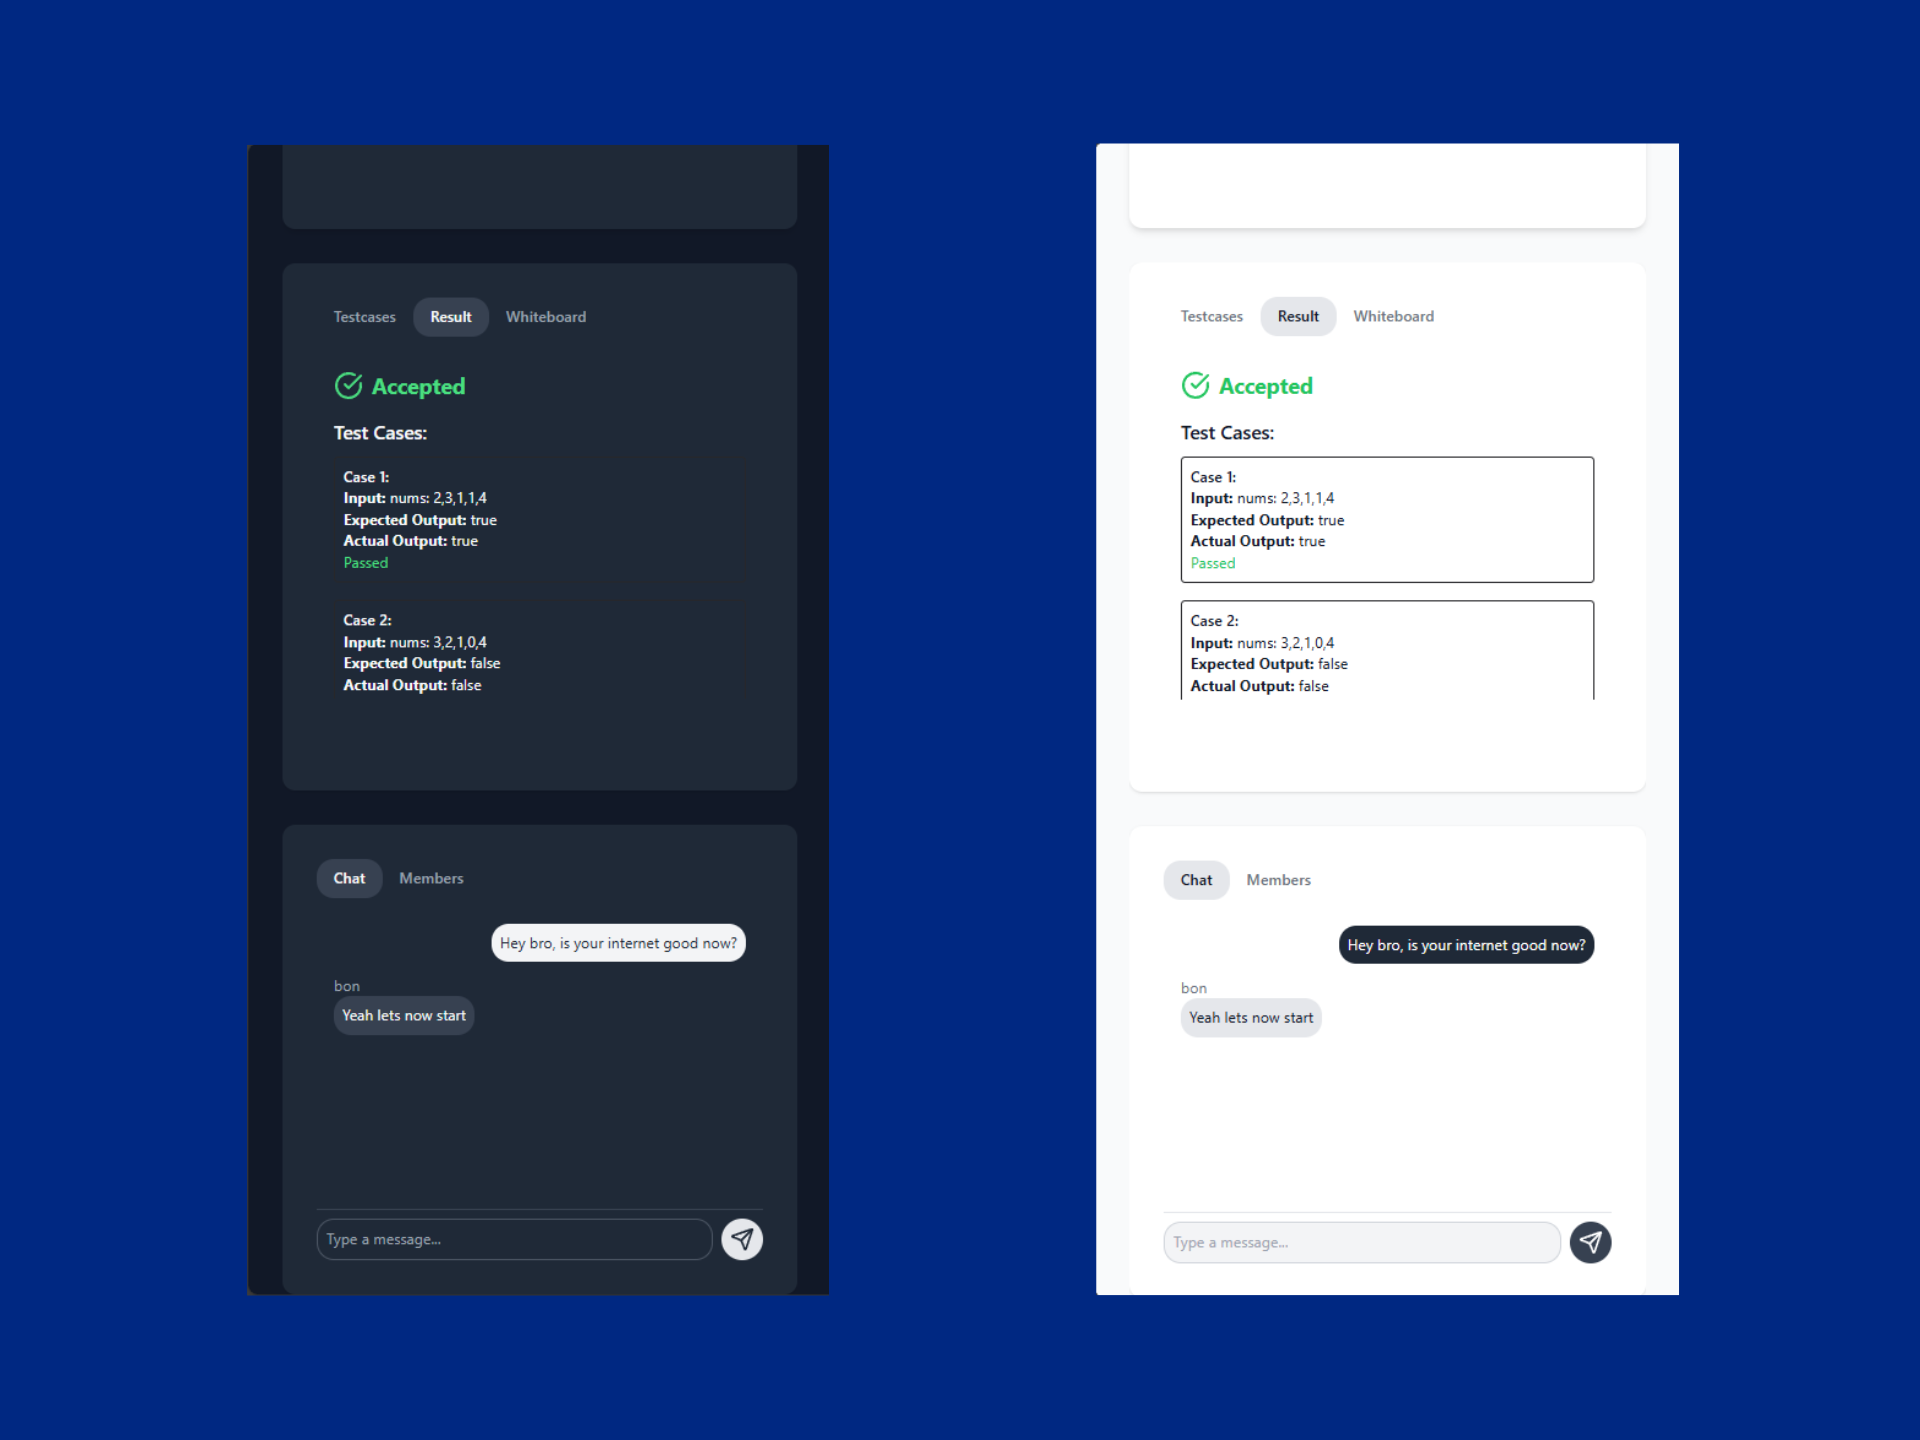 Testcases Result Whiteboard
Accepted
Test Cases:
Case 1:
Input: nums: 2,3,1,1,4
Expected Output: true
Actual Output: true
Passed
Case 2:
Input: nums: 3,2,1,0,4
Expected Output: false
Actual Output: false
Chat Members
Hey bro, is your internet good now?
bon
Yeah lets now start
Type a message...
Testcases Result Whiteboard
Accepted
Test Cases:
Case 1:
Input: nums: 2,3,1,1,4
Expected Output: true
Actual Output: true
Passed
Case 2:
Input: nums: 3,2,1,0,4
Expected Output: false
Actual Output: false
Chat Members
Hey bro, is your internet good now?
bon
Yeah lets now start
Type a message...